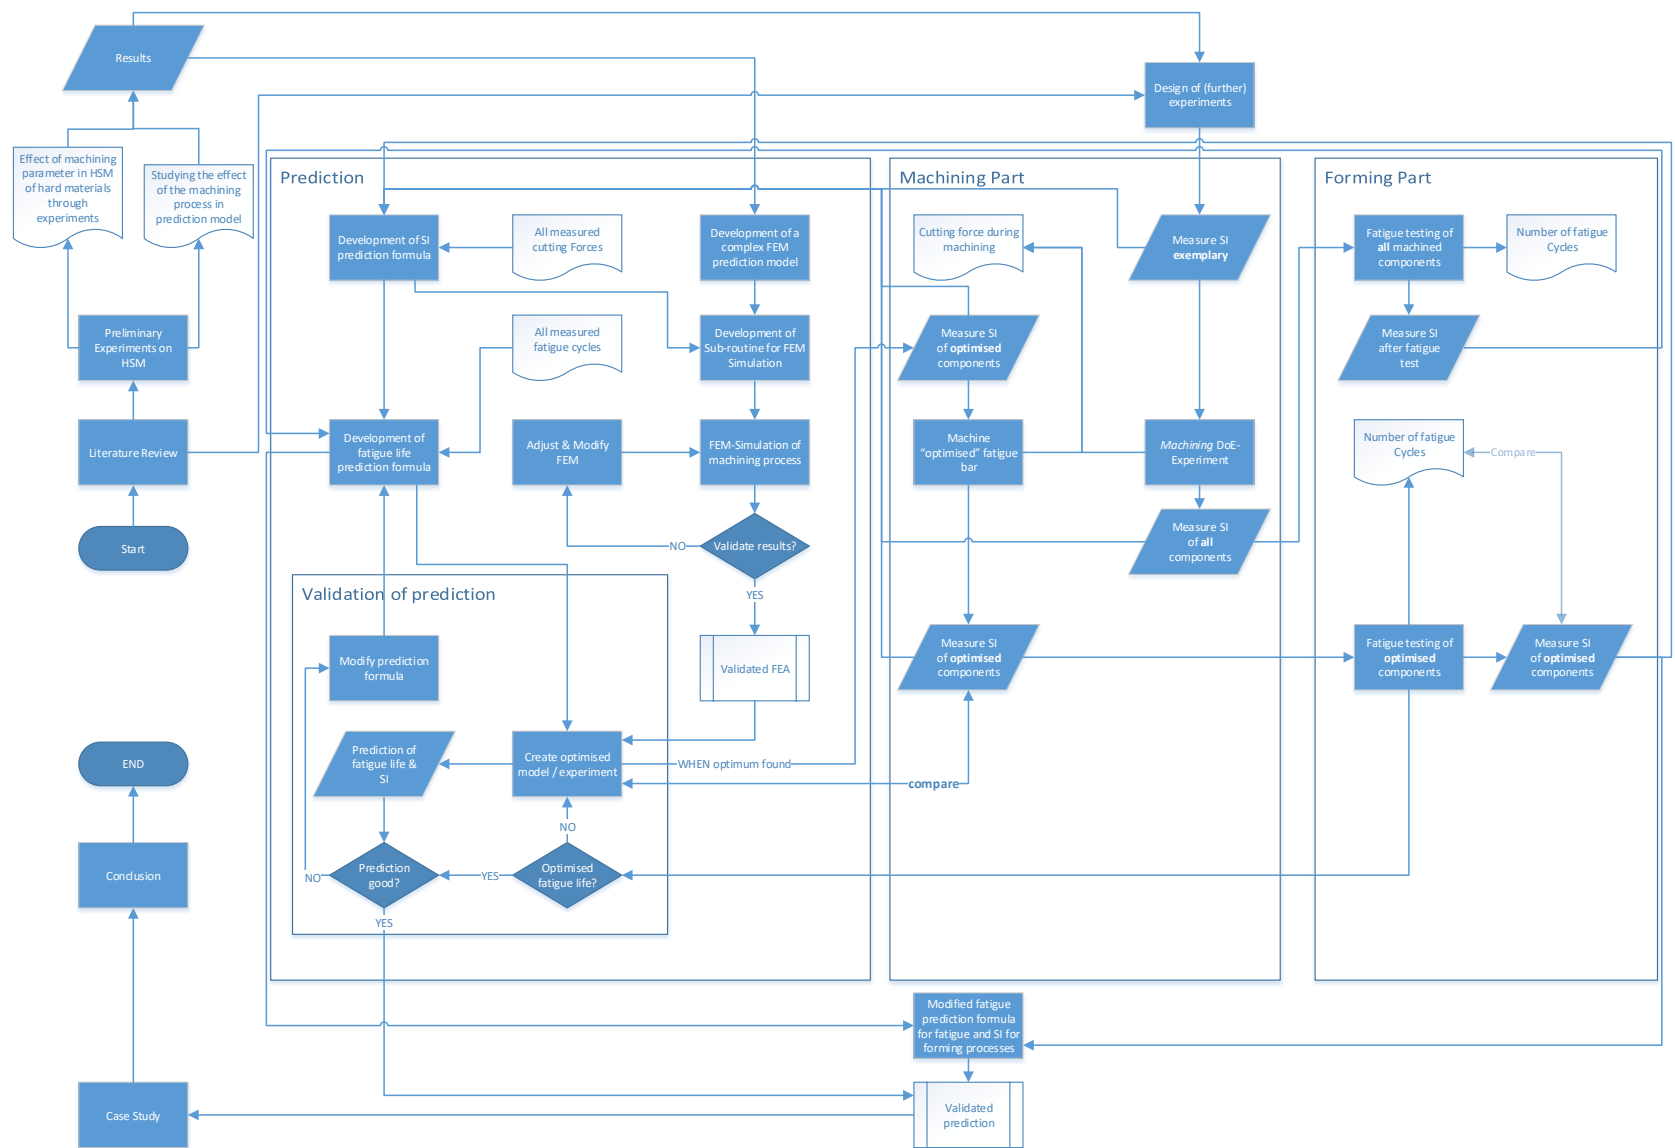 Results
Design of (further)
experiments
Effect of machining
parameter in HSM
of hard materials
through
experiments
Studying the effect
of the machining
process in
prediction model
Preliminary
Experiments on
HSM
Literature Review
Start
END
Conclusion
Case Study
Prediction
Development of SI
prediction formula
All measured
cutting Forces
Development of a
complex FEM
prediction model
All measured
fatigue cycles
Development of
Sub-routine for FEM
Simulation
Development of
fatigue life
prediction formula
Adjust & Modify
FEM
FEM-Simulation of
machining process
NO
Validate results?
YES
Validated FEA
Validation of prediction
Modify prediction
formula
Prediction of
fatigue life &
SI
Create optimised
model / experiment
WHEN optimum found
compare
NO
Prediction
good?
NO
YES
Optimised
fatigue life?
YES
Machining Part
Cutting force during
machining
Measure SI
exemplary
Measure SI
of optimised
components
Machine
“optimised” fatigue
bar
Machining DoE-
Experiment
Measure SI
of all
components
Measure SI
of optimised
components
Forming Part
Fatigue testing of
all machined
components
Number of fatigue
Cycles
Measure SI
after fatigue
test
Number of fatigue
Cycles
Compare
Fatigue testing of
optimised
components
Measure SI
of optimised
components
Modified fatigue
prediction formula
for fatigue and SI for
forming processes
Validated
prediction